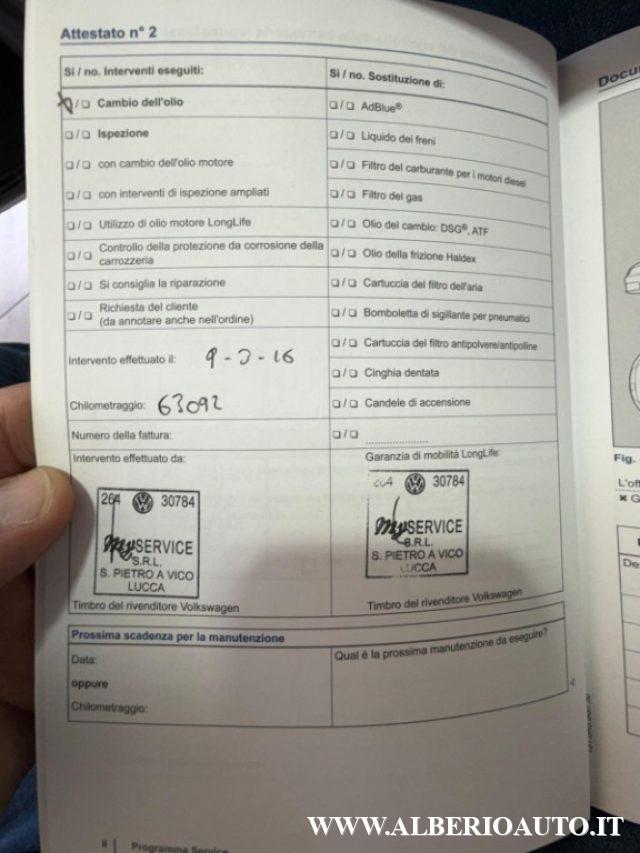 Attestato n° 2
Si / no. Interventi eseguiti:
❏ / ❏ Cambio dell'olio
❏ / ❏ Ispezione
❏ / ❏ con cambio dell'olio motore
❏ / ❏ con interventi di ispezione ampliati
❏ / ❏ Utilizzo di olio motore LongLife
❏ / ❏ Controllo della protezione da corrosione della
carrozzeria
❏ / ❏ Si consiglia la riparazione
❏ / ❏ Richiesta del cliente
(da annotare anche nell'ordine)
Intervento effettuato il: 9-3-16
Chilometraggio: 63092
Numero della fattura:
Intervento effettuato da:
264 30784
MySERVICE
S.R.L.
S. PIETRO A VICO
LUCCA
Timbro del rivenditore Volkswagen
Si / no. Sostituzione di:
❏ / ❏ AdBlue®
❏ / ❏ Liquido dei freni
❏ / ❏ Filtro del carburante per i motori diesel
❏ / ❏ Filtro del gas
❏ / ❏ Olio del cambio: DSG®, ATF
❏ / ❏ Olio della frizione Haldex
❏ / ❏ Cartuccia del filtro dell'aria
❏ / ❏ Bomboletta di sigillante per pneumatici
❏ / ❏ Cartuccia del filtro antipolvere/antipolline
❏ / ❏ Cinghia dentata
❏ / ❏ Candele di accensione
❏ / ❏ ....................
Garanzia di mobilità LongLife:
264 30784
MySERVICE
S.R.L.
S. PIETRO A VICO
LUCCA
Timbro del rivenditore Volkswagen
Prossima scadenza per la manutenzione
Data:
oppure
Chilometraggio:
Qual è la prossima manutenzione da eseguire?
8 | Programma Service
Docu
Fig.
L'of
✖ G
De
WWW.ALBERIOAUTO.IT